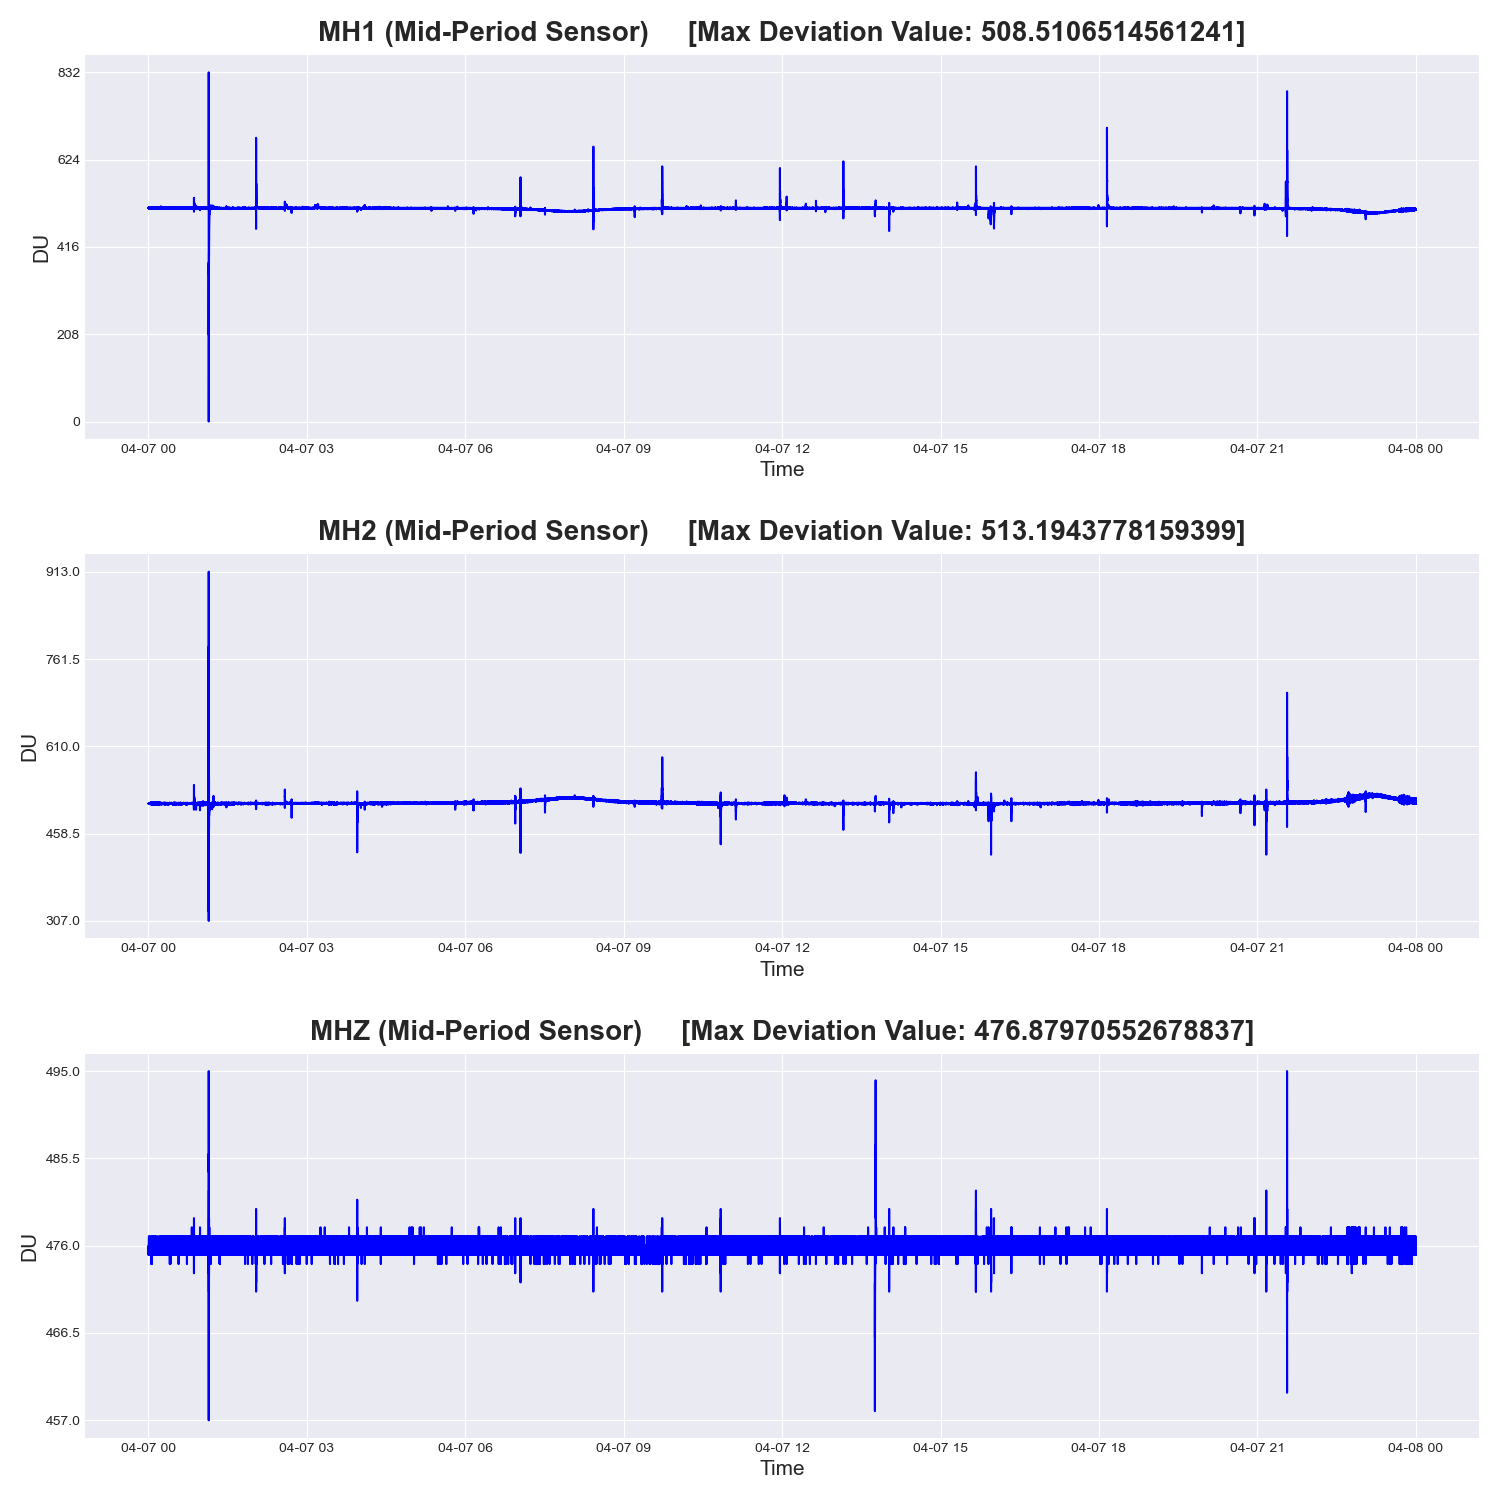 MH1 (Mid-Period Sensor) [Max Deviation Value: 508.5106514561241]
832
624
416
208
0
DU
04-07 00 04-07 03 04-07 06 04-07 09 04-07 12 04-07 15 04-07 18 04-07 21 04-08 00
Time
MH2 (Mid-Period Sensor) [Max Deviation Value: 513.1943778159399]
913.0
761.5
610.0
458.5
307.0
DU
04-07 00 04-07 03 04-07 06 04-07 09 04-07 12 04-07 15 04-07 18 04-07 21 04-08 00
Time
MHZ (Mid-Period Sensor) [Max Deviation Value: 476.87970552678837]
495.0
485.5
476.0
466.5
457.0
DU
04-07 00 04-07 03 04-07 06 04-07 09 04-07 12 04-07 15 04-07 18 04-07 21 04-08 00
Time